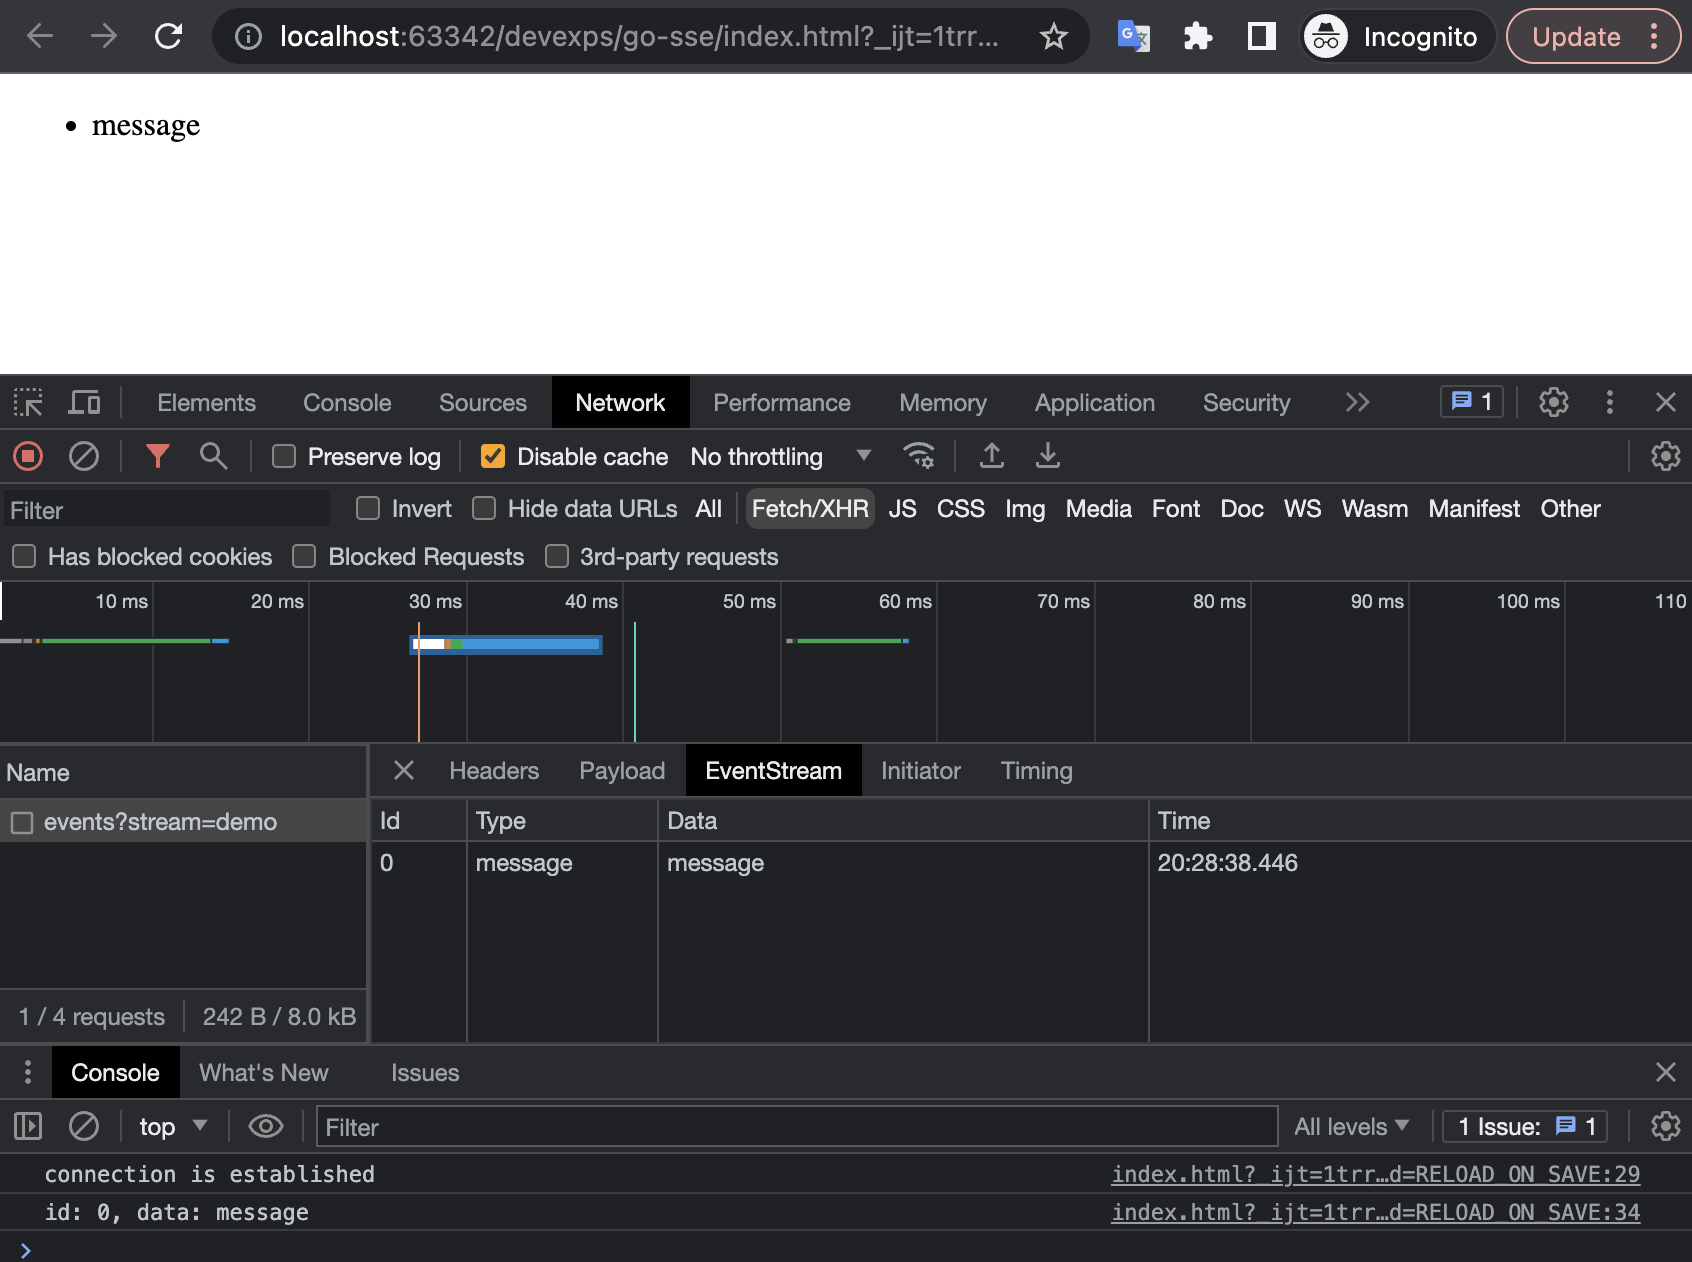 localhost:63342/devexps/go-sse/index.html?_ijt=1trr... Incognito Update
• message
Elements Console Sources Network Performance Memory Application Security 1
Preserve log Disable cache No throttling
Filter Invert Hide data URLs All Fetch/XHR JS CSS Img Media Font Doc WS Wasm Manifest Other
Has blocked cookies Blocked Requests 3rd-party requests
10 ms 20 ms 30 ms 40 ms 50 ms 60 ms 70 ms 80 ms 90 ms 100 ms 110
Name Headers Payload EventStream Initiator Timing
events?stream=demo Id Type Data Time
0 message message 20:28:38.446
1 / 4 requests 242 B / 8.0 kB
Console What's New Issues
top Filter All levels 1 Issue: 1
connection is established index.html?_ijt=1trr…d=RELOAD_ON_SAVE:29
id: 0, data: message index.html?_ijt=1trr…d=RELOAD_ON_SAVE:34